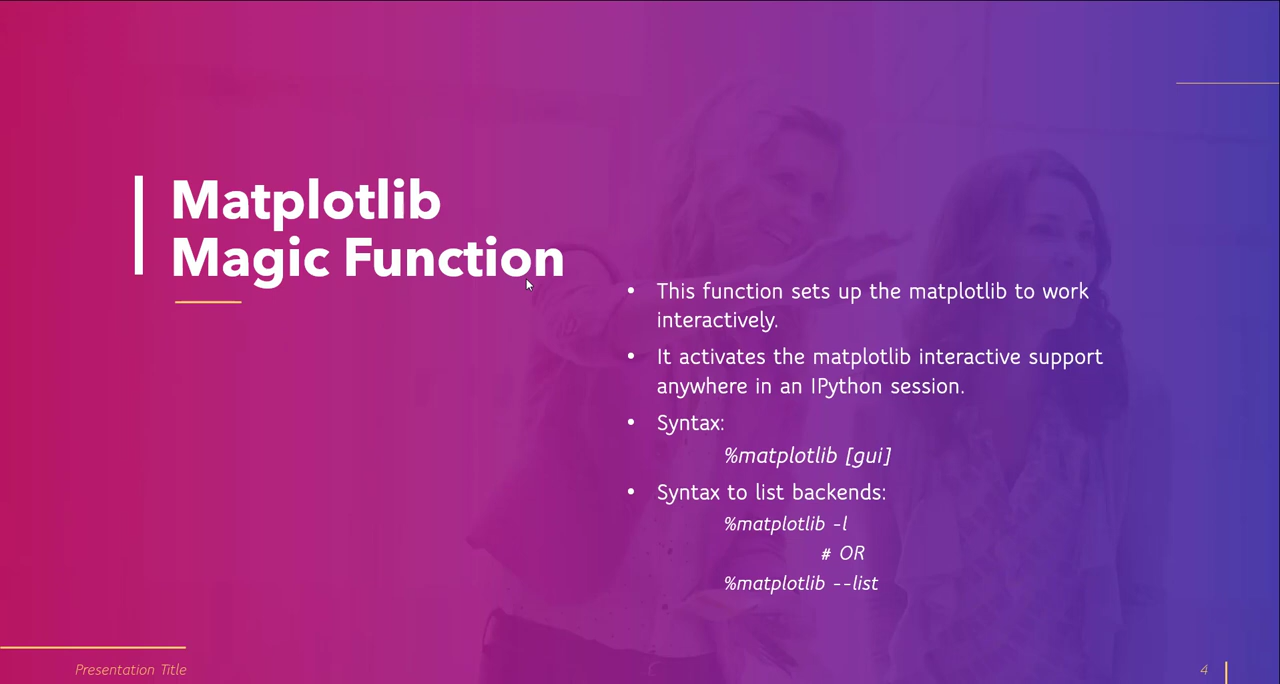 Matplotlib
Magic Function
• This function sets up the matplotlib to work
interactively.
• It activates the matplotlib interactive support
anywhere in an IPython session.
• Syntax:
%matplotlib [gui]
• Syntax to list backends:
%matplotlib -l
# OR
%matplotlib --list
Presentation Title
4